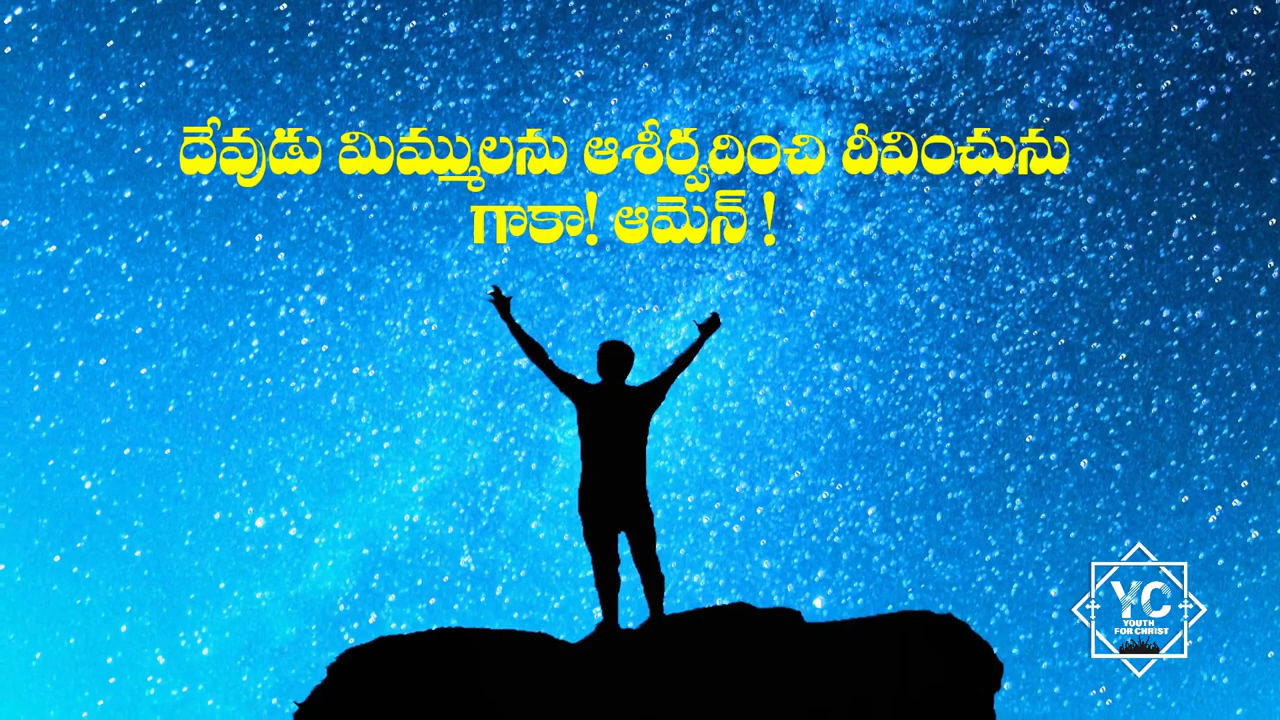 దేవుడు మిమ్ములను ఆశీర్వదించి దీవించును
గాకా! ఆమెన్ !
YC
YOUTH
FOR CHRIST